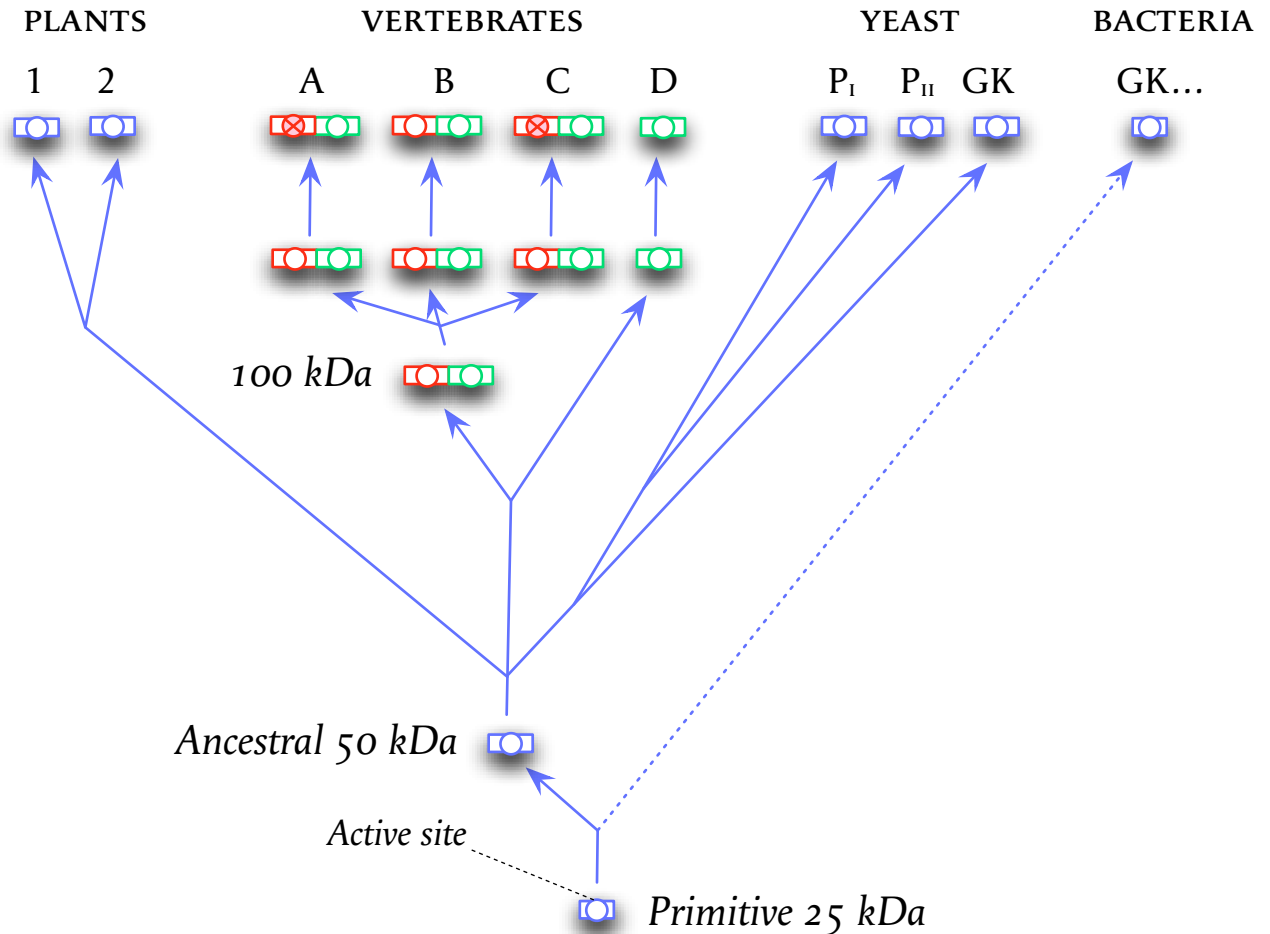 PLANTS VERTEBRATES YEAST BACTERIA
1 2 A B C D PI PII GK GK...
100 kDa
Ancestral 50 kDa
Active site
Primitive 25 kDa